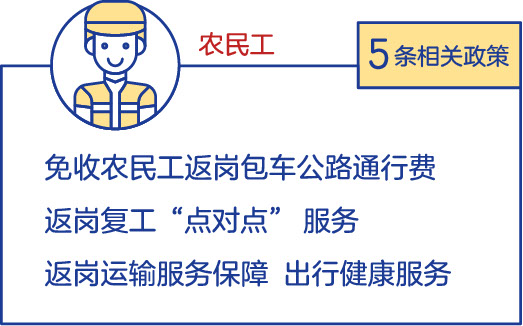 农民工
5条相关政策
免收农民工返岗包车公路通行费
返岗复工“点对点” 服务
返岗运输服务保障 出行健康服务